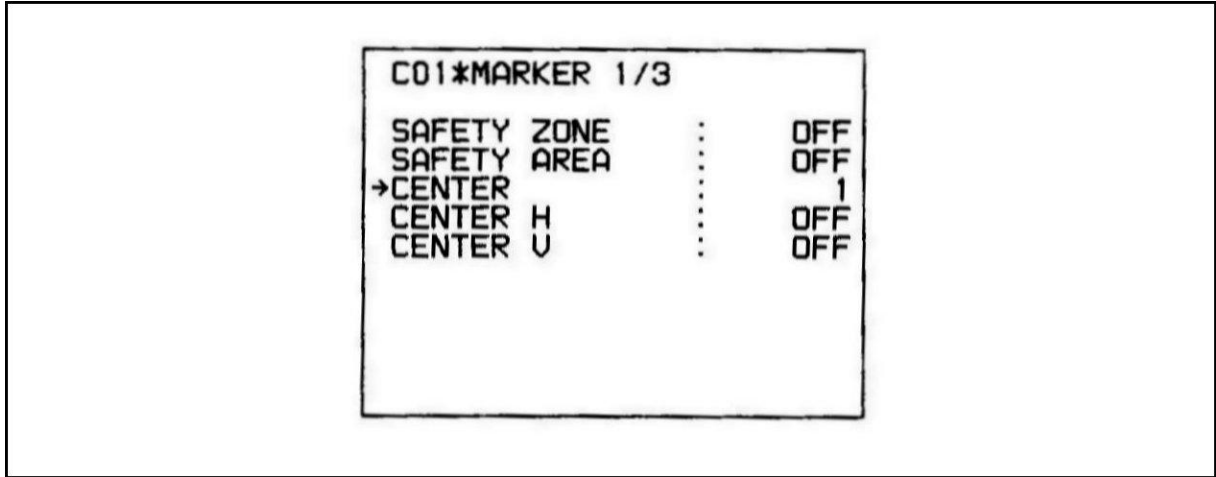 C01*MARKER 1/3
SAFETY ZONE : OFF
SAFETY AREA : OFF
→CENTER : 1
CENTER H : OFF
CENTER V : OFF